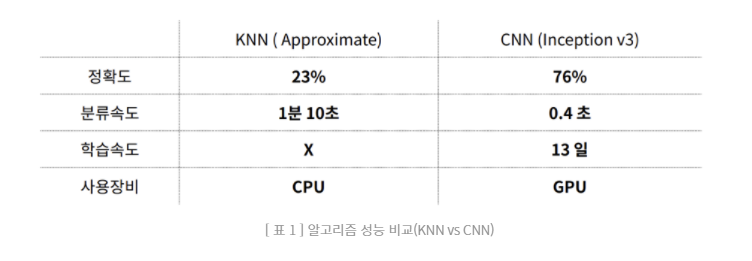 KNN ( Approximate) CNN (Inception v3)
정확도 23% 76%
분류속도 1분 10초 0.4 초
학습속도 X 13 일
사용장비 CPU GPU
[ 표 1 ] 알고리즘 성능 비교(KNN vs CNN)